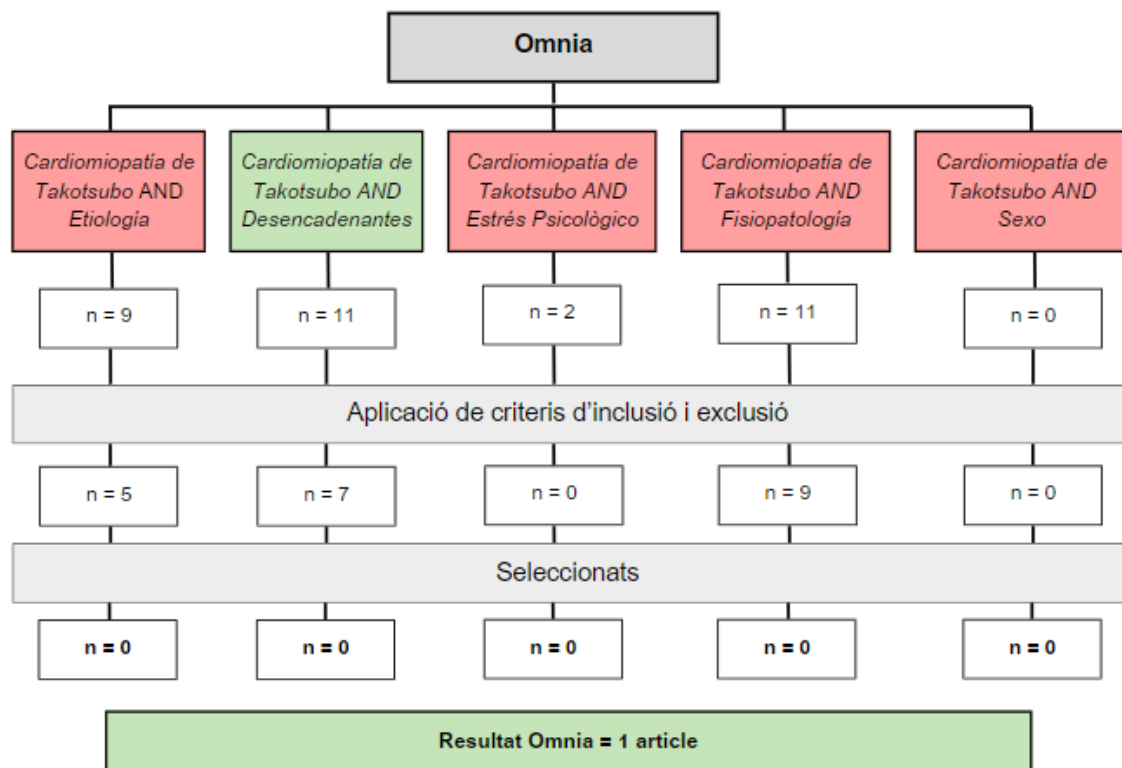 Omnia
Cardiomiopatía de
Takotsubo AND
Etiología
Cardiomiopatía de
Takotsubo AND
Desencadenantes
Cardiomiopatía de
Takotsubo AND
Estrés Psicològico
Cardiomiopatía de
Takotsubo AND
Fisiopatología
Cardiomiopatía de
Takotsubo AND
Sexo
n = 9
n = 11
n = 2
n = 11
n = 0
Aplicació de criteris d'inclusió i exclusió
n = 5
n = 7
n = 0
n = 9
n = 0
Seleccionats
n = 0
n = 0
n = 0
n = 0
n = 0
Resultat Omnia = 1 article